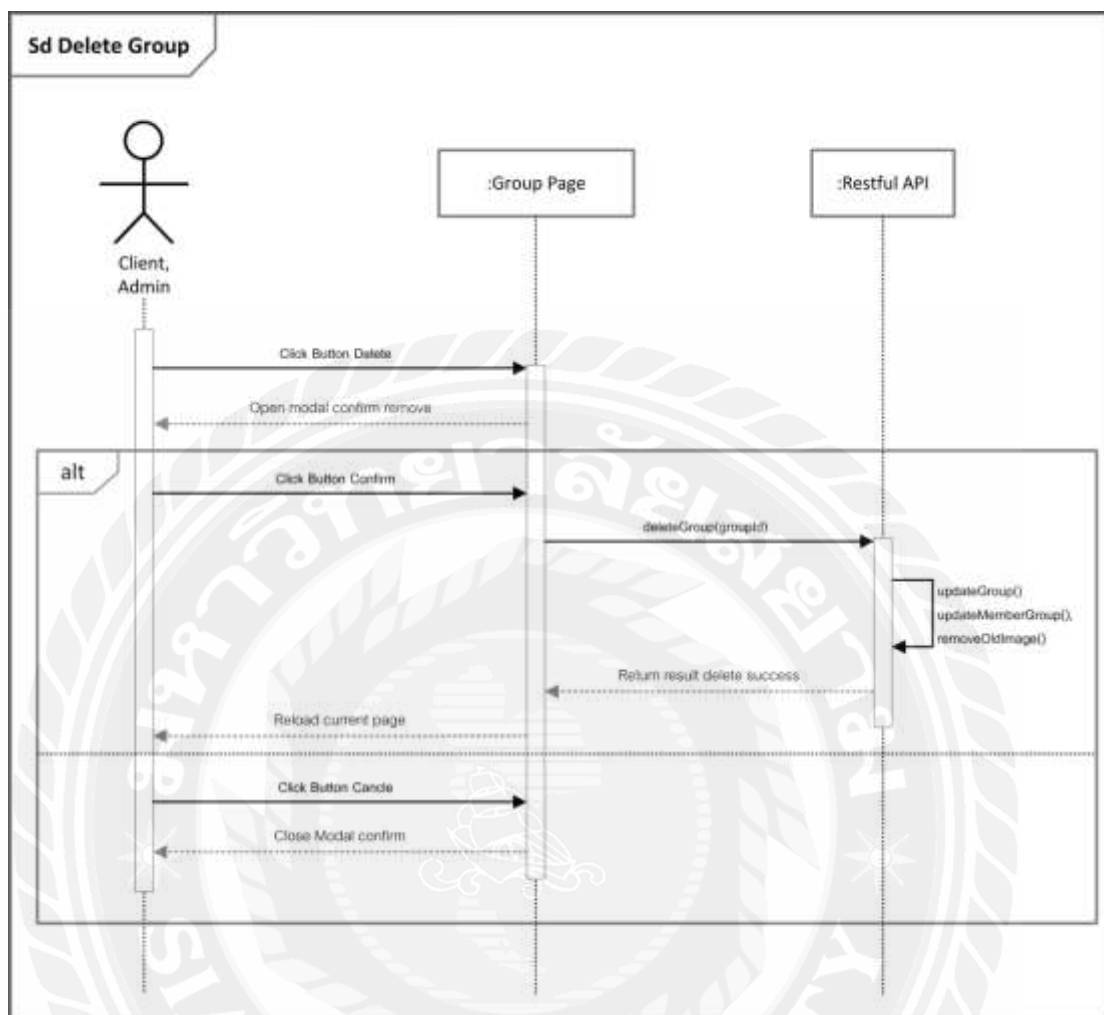 Sd Delete Group
:Group Page
:Restful API
Client,
Admin
Click Button Delete
Open modal confirm remove
alt
Click Button Confirm
deleteGroup(groupId)
updateGroup()
updateMemberGroup(),
removeOldImage()
Return result delete success
Reload current page
Click Button Cancle
Close Modal confirm